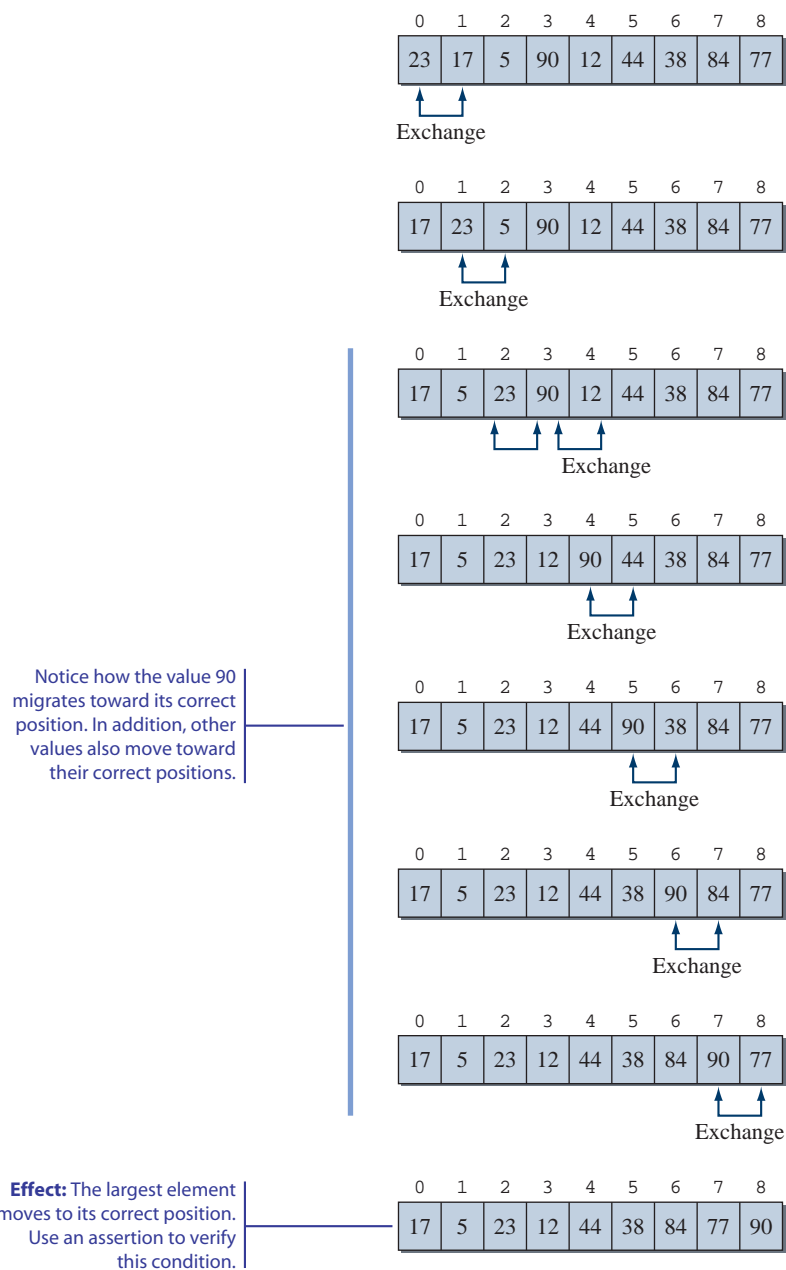 0 1 2 3 4 5 6 7 8
23 17 5 90 12 44 38 84 77
Exchange
0 1 2 3 4 5 6 7 8
17 23 5 90 12 44 38 84 77
Exchange
0 1 2 3 4 5 6 7 8
17 5 23 90 12 44 38 84 77
Exchange
0 1 2 3 4 5 6 7 8
17 5 23 12 90 44 38 84 77
Exchange
Notice how the value 90
migrates toward its correct
position. In addition, other
values also move toward
their correct positions.
0 1 2 3 4 5 6 7 8
17 5 23 12 44 90 38 84 77
Exchange
0 1 2 3 4 5 6 7 8
17 5 23 12 44 38 90 84 77
Exchange
0 1 2 3 4 5 6 7 8
17 5 23 12 44 38 84 90 77
Exchange
Effect: The largest element
moves to its correct position.
Use an assertion to verify
this condition.
0 1 2 3 4 5 6 7 8
17 5 23 12 44 38 84 77 90